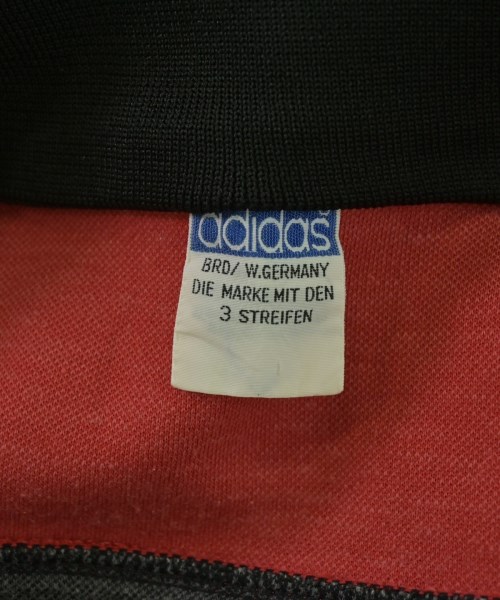 adidas
BRD/ W.GERMANY
DIE MARKE MIT DEN
3 STREIFEN